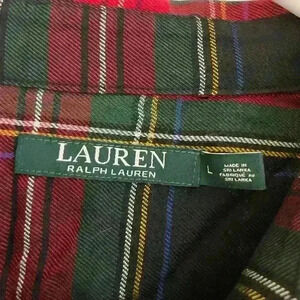 LAUREN
RALPH LAUREN
L
MADE IN
SRI LANKA
FABRIQUÉ AU
SRI LANKA